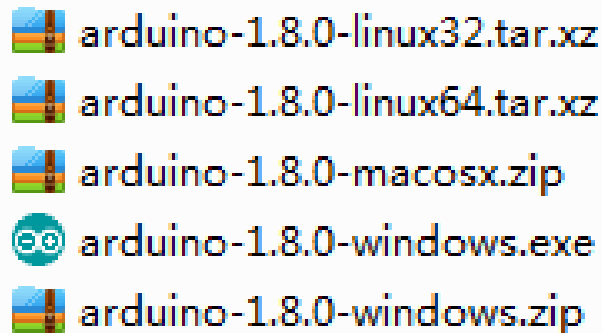 arduino-1.8.0-linux32.tar.xz
arduino-1.8.0-linux64.tar.xz
arduino-1.8.0-macosx.zip
arduino-1.8.0-windows.exe
arduino-1.8.0-windows.zip